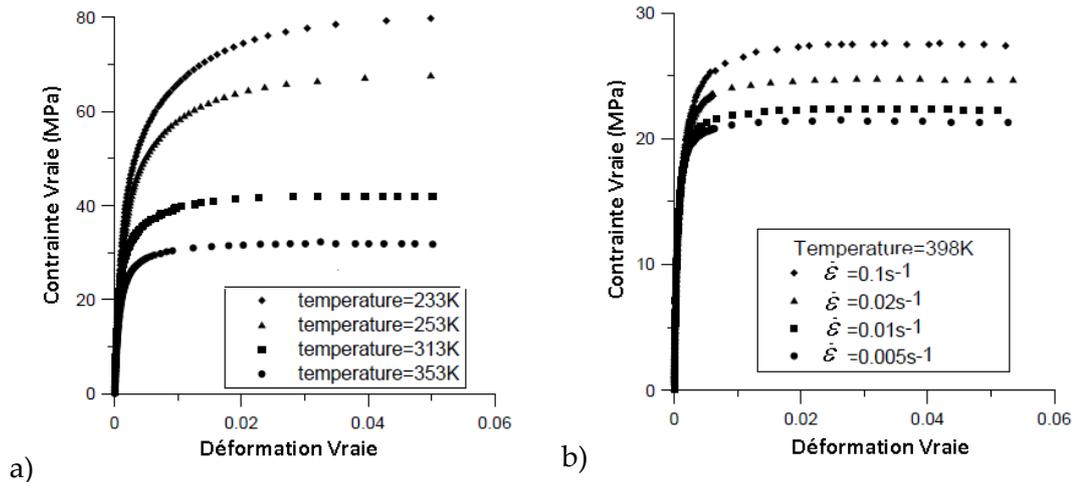 80
60
40
20
0
Contrainte Vraie (MPa)
temperature=233K
temperature=253K
temperature=313K
temperature=353K
0
0.02
0.04
0.06
Déformation Vraie
a)
30
20
10
0
Contrainte Vraie (MPa)
Temperature=398K
ε̇ =0.1s-1
ε̇ =0.02s-1
ε̇ =0.01s-1
ε̇ =0.005s-1
0
0.02
0.04
0.06
Déformation Vraie
b)